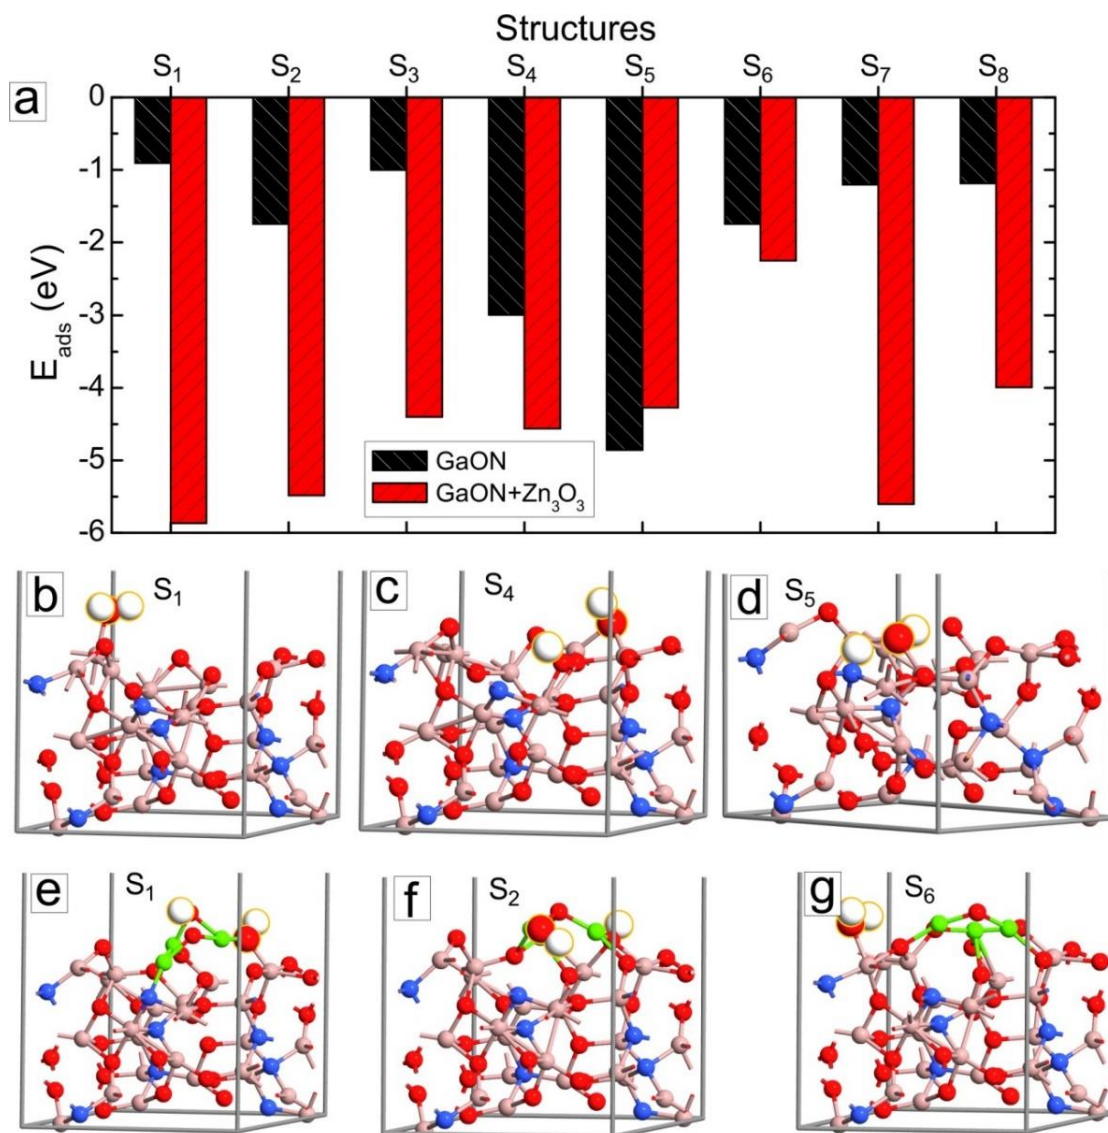 Structures
S1 S2 S3 S4 S5 S6 S7 S8
a
0
-1
-2
-3
-4
-5
-6
Eads (eV)
GaON
GaON+Zn3O3
b S1
c S4
d S5
e S1
f S2
g S6